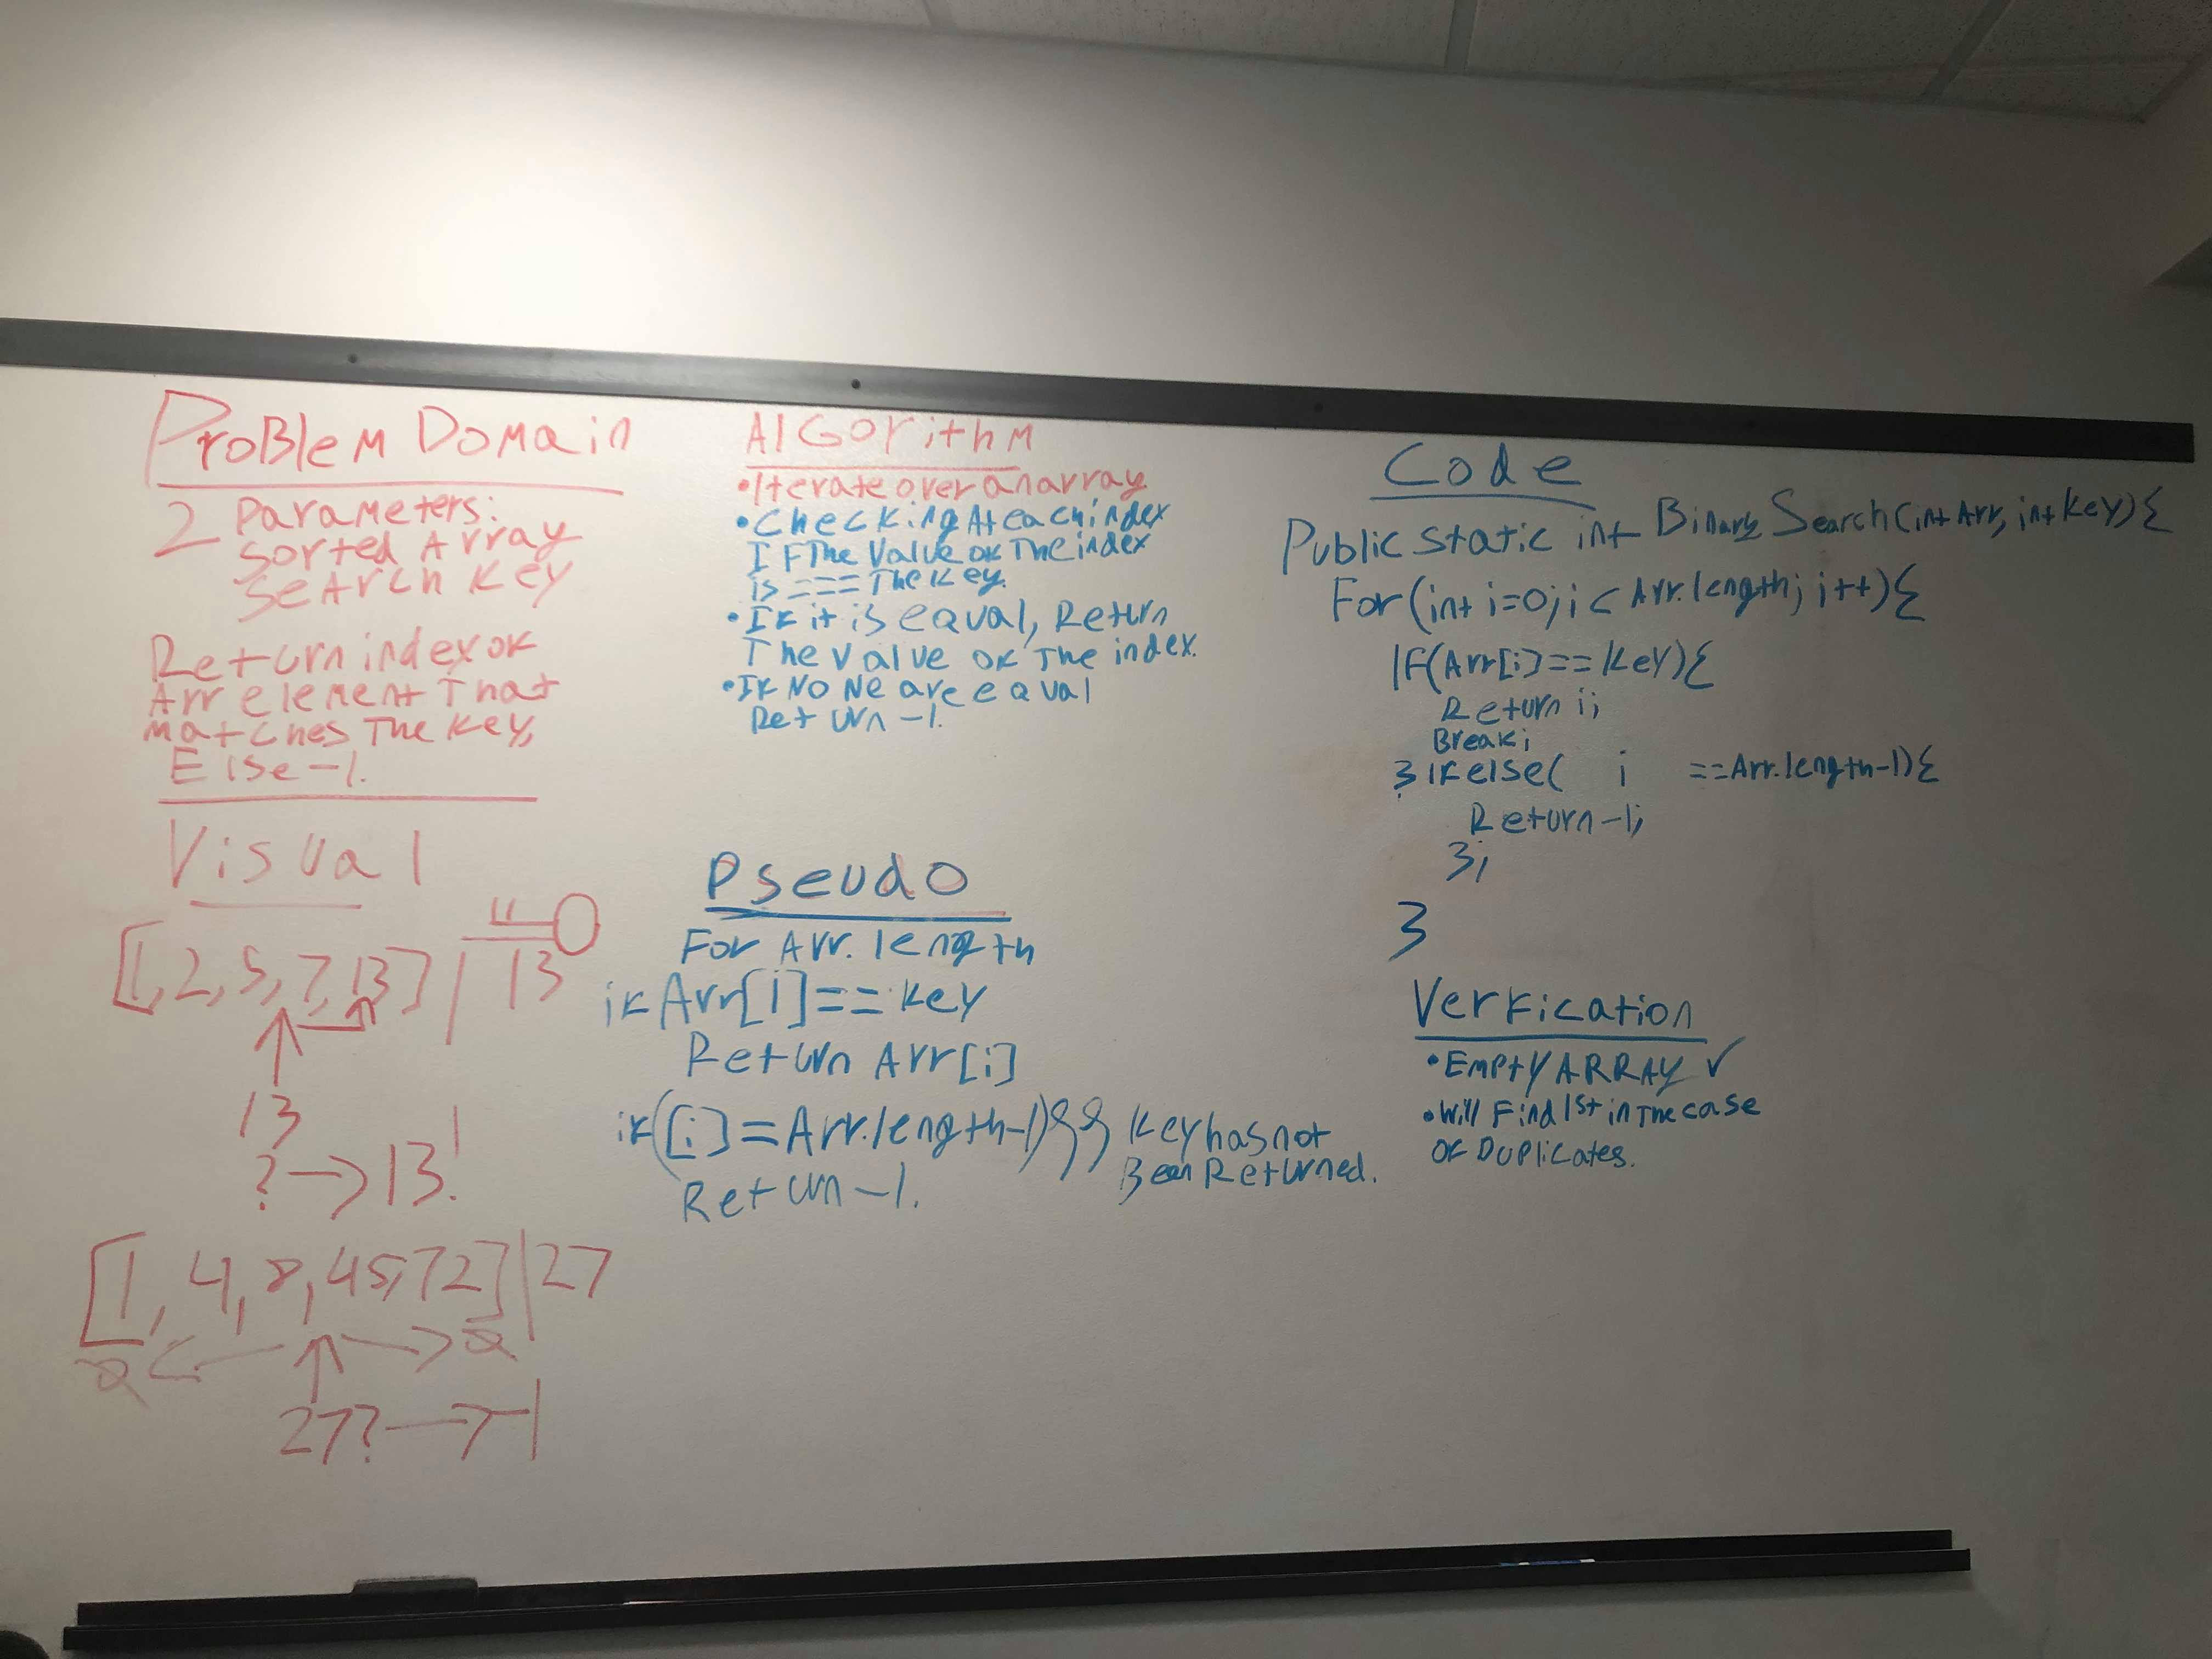 Problem Domain
2 Parameters:
Sorted Array
Search Key
Return index of
Arr element That
matches The Key,
Else -1.
Visual
[1, 2, 5, 7, 13] | 13
13
? → 13!
[1, 4, 8, 45, 72] | 27
27? → -1
Algorithm
• Iterate over an array
• Checking At each index
IF The Value of The index
is === The Key.
• If it is equal, Return
The Value of The index.
• If None are equal
Return -1.
Pseudo
For Arr.length
if Arr[i] == Key
Return Arr[i]
if([i] = Arr.length-1) && Key has not
Been Returned.
Return -1.
Code
Public static int Binary Search(int Arr, int Key){
For(int i=0; i < Arr.length; i++){
IF(Arr[i] == Key){
Return i;
Break;
} if else( i == Arr.length-1){
Return -1;
};
}
Verfication
• Empty ARRAY ✓
• Will Find 1st in The case
of Duplicates.